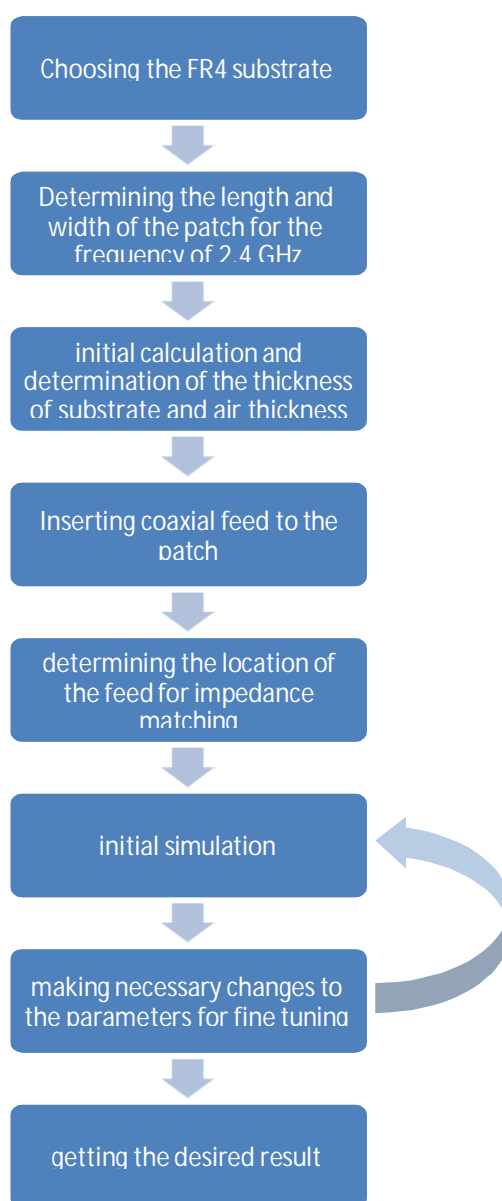 Choosing the FR4 substrate
Determining the length and
width of the patch for the
frequency of 2.4 GHz
initial calculation and
determination of the thickness
of substrate and air thickness
Inserting coaxial feed to the
patch
determining the location of
the feed for impedance
matching
initial simulation
making necessary changes to
the parameters for fine tuning
getting the desired result